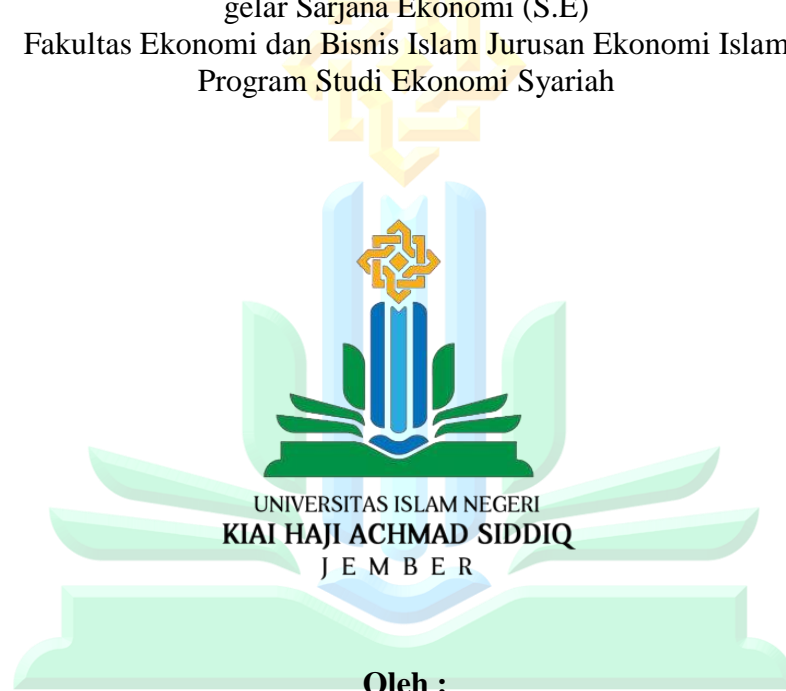 gelar Sarjana Ekonomi (S.E)
Fakultas Ekonomi dan Bisnis Islam Jurusan Ekonomi Islam
Program Studi Ekonomi Syariah
UNIVERSITAS ISLAM NEGERI
KIAI HAJI ACHMAD SIDDIQ
JEMBER
Oleh :